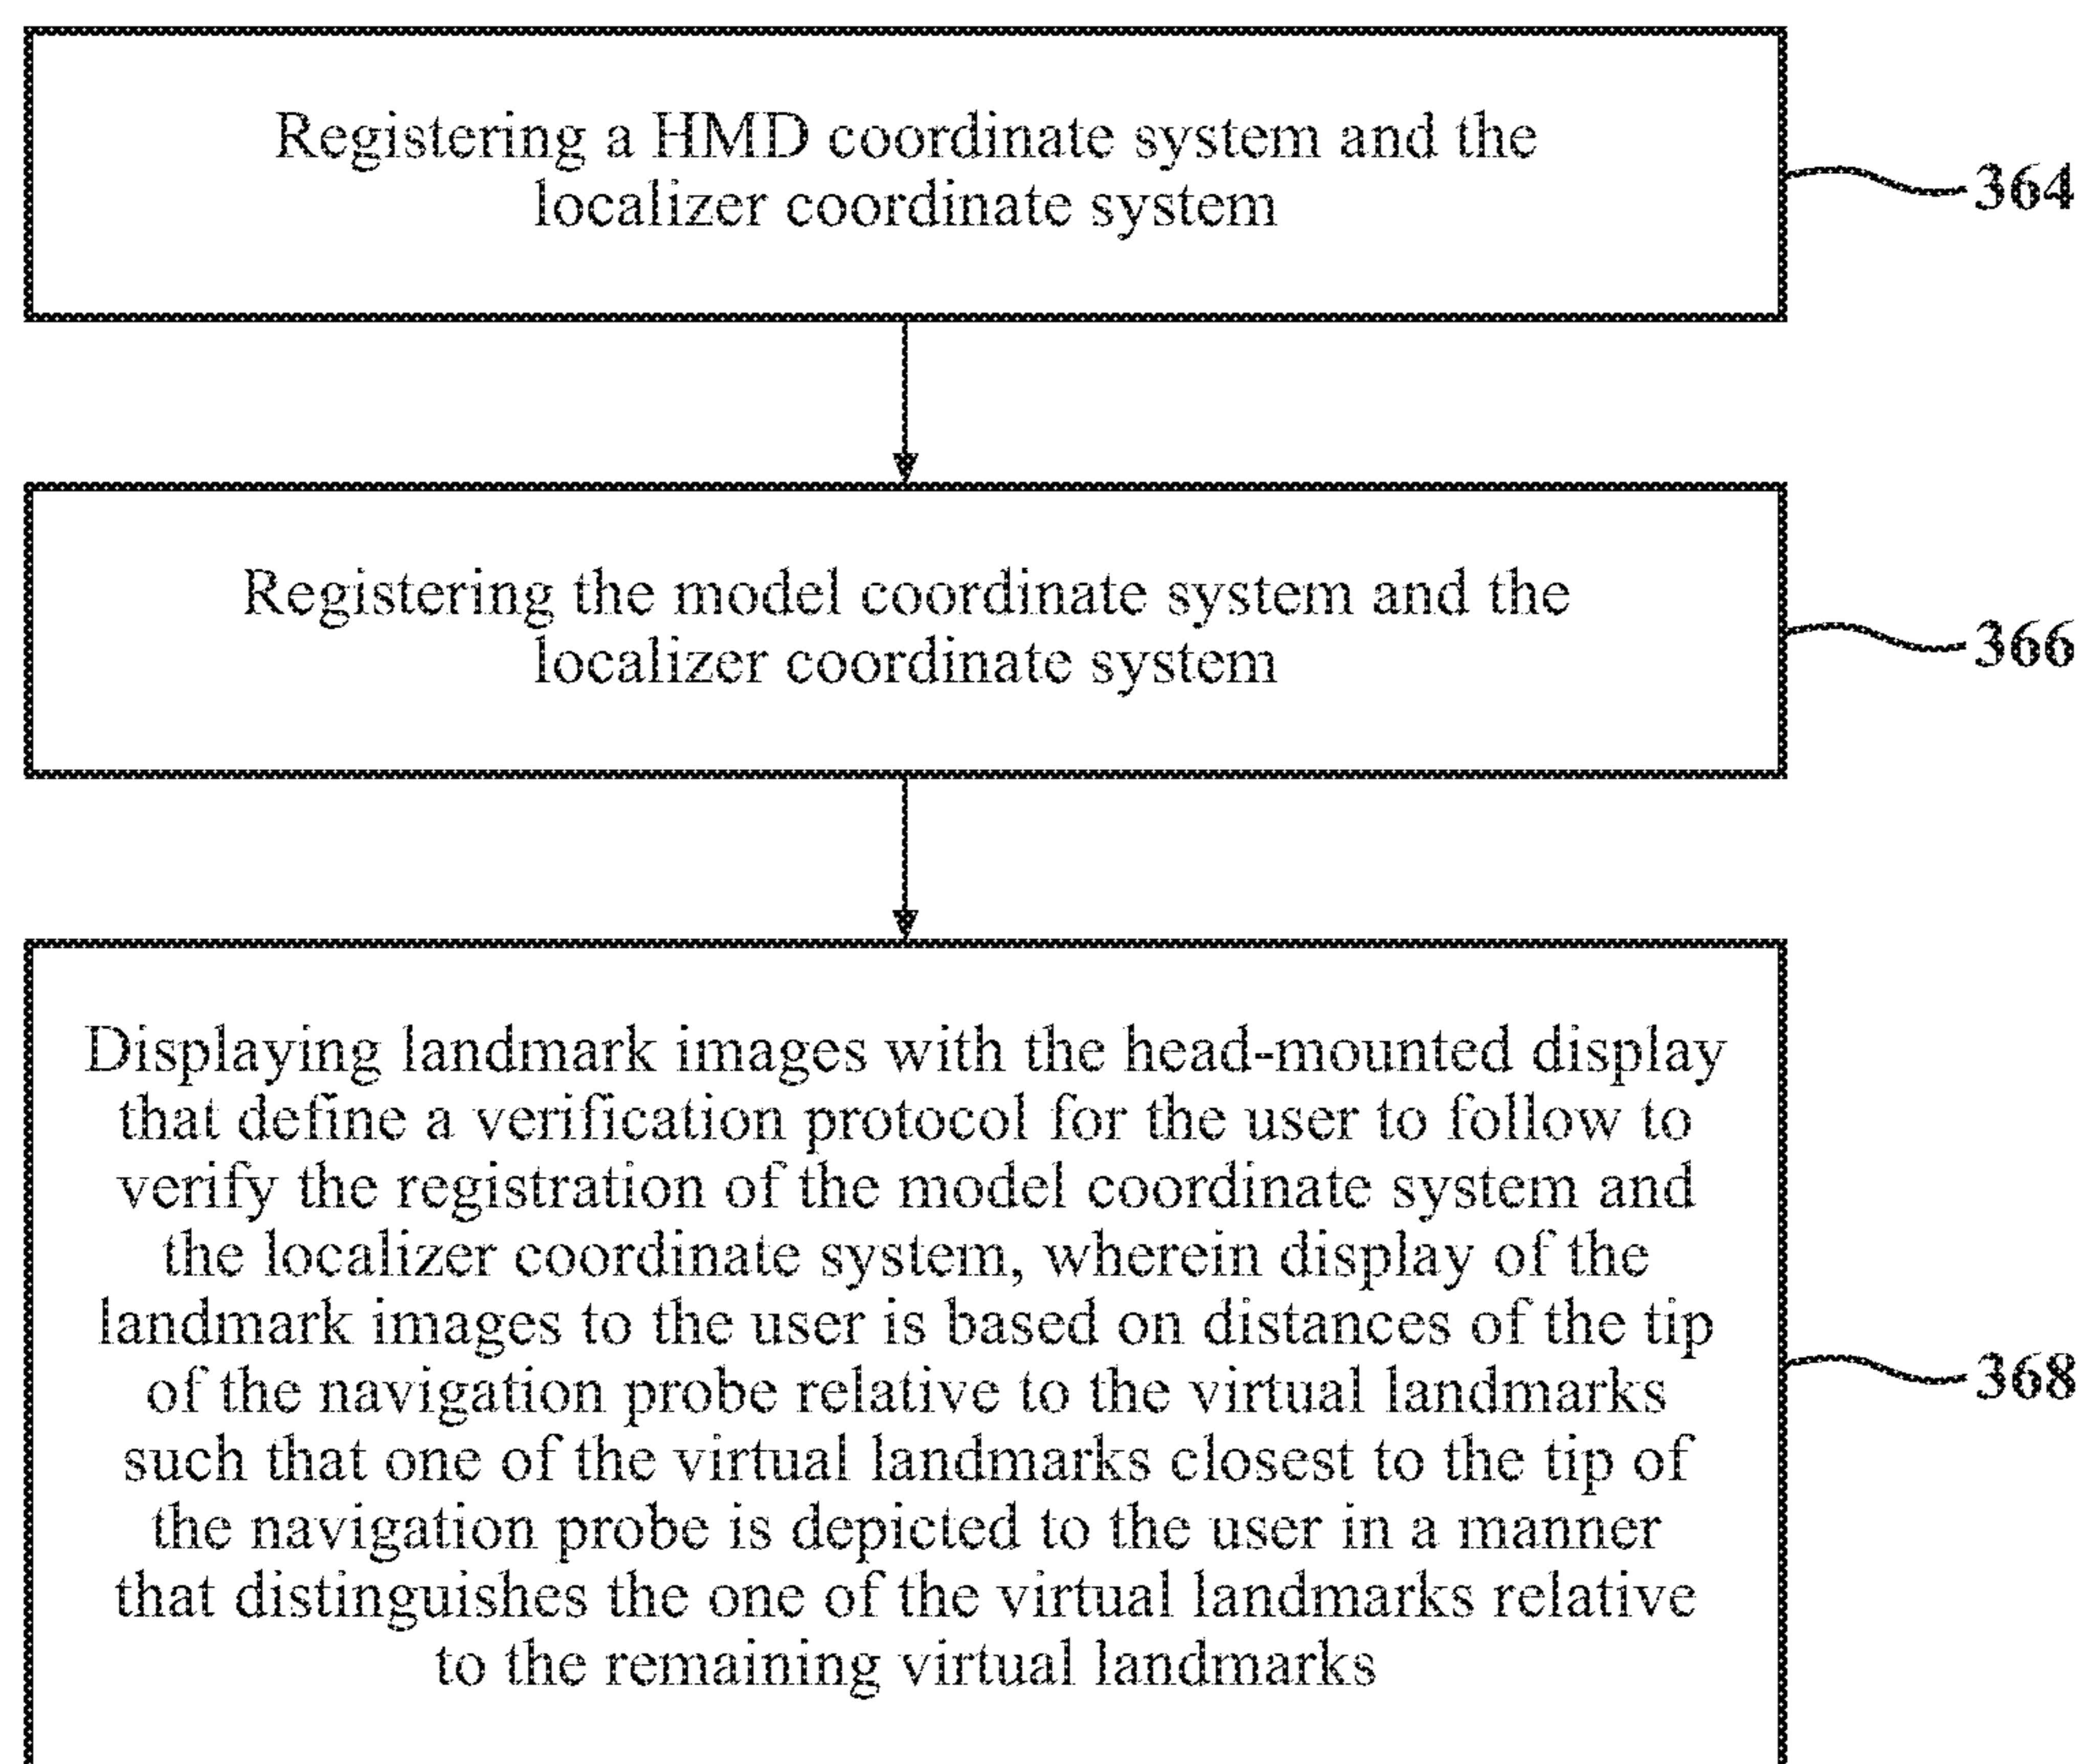 Registering a HMD coordinate system and the
localizer coordinate system
364
Registering the model coordinate system and the
localizer coordinate system
366
Displaying landmark images with the head-mounted display
that define a verification protocol for the user to follow to
verify the registration of the model coordinate system and
the localizer coordinate system, wherein display of the
landmark images to the user is based on distances of the tip
of the navigation probe relative to the virtual landmarks
such that one of the virtual landmarks closest to the tip of
the navigation probe is depicted to the user in a manner
that distinguishes the one of the virtual landmarks relative
to the remaining virtual landmarks
368